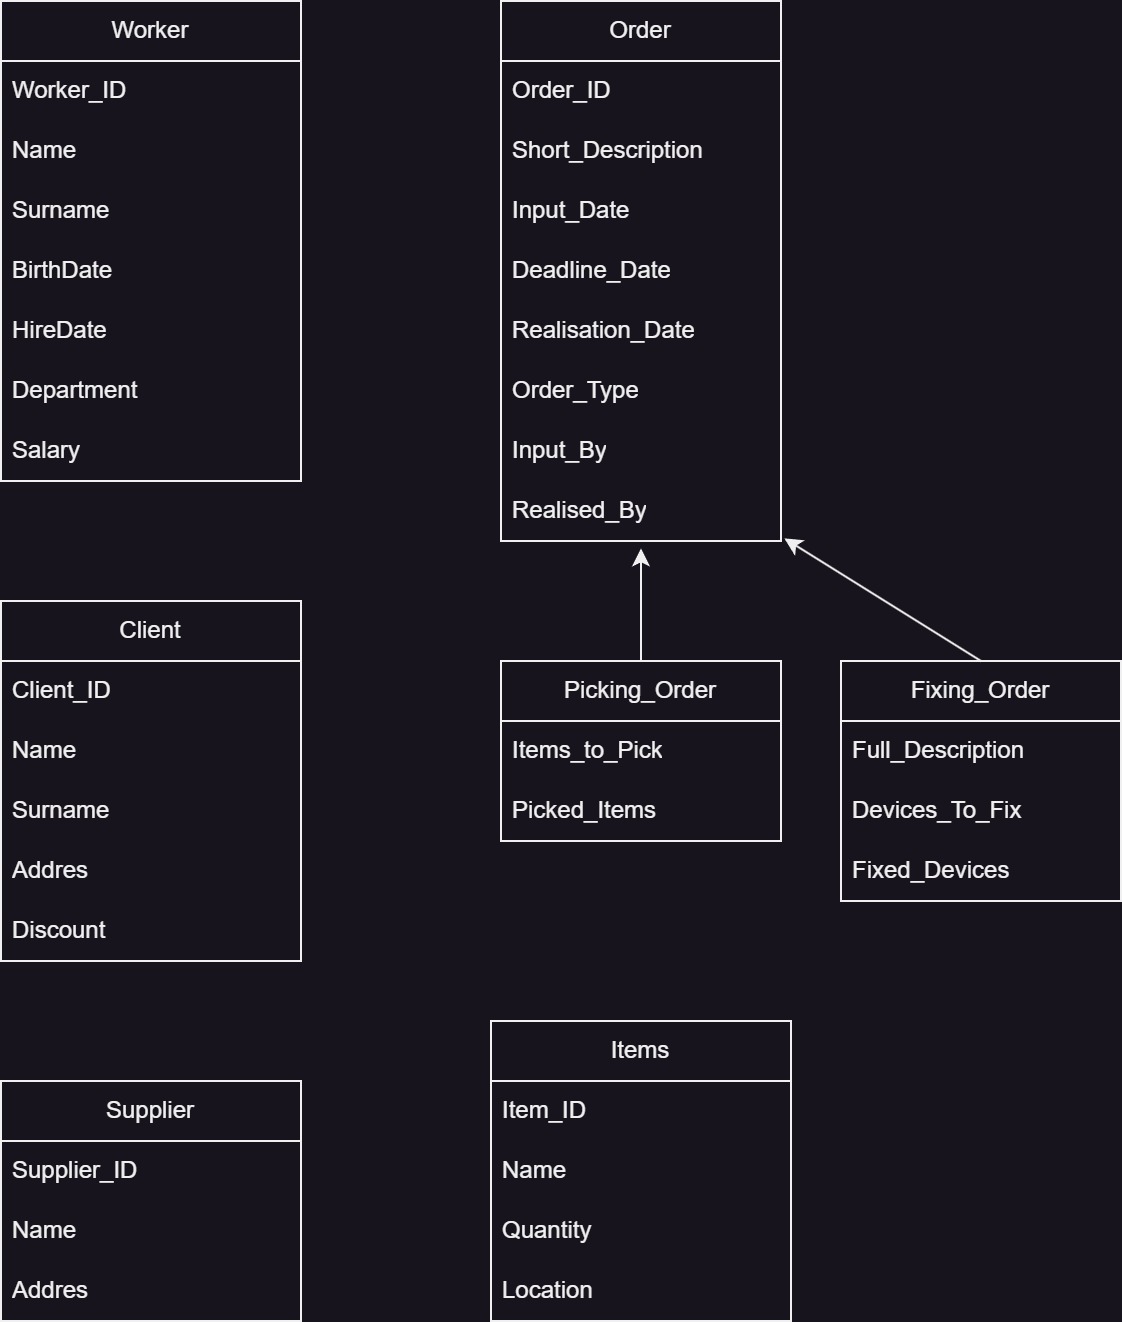 Worker
Worker_ID
Name
Surname
BirthDate
HireDate
Department
Salary
Order
Order_ID
Short_Description
Input_Date
Deadline_Date
Realisation_Date
Order_Type
Input_By
Realised_By
Client
Client_ID
Name
Surname
Addres
Discount
Picking_Order
Items_to_Pick
Picked_Items
Fixing_Order
Full_Description
Devices_To_Fix
Fixed_Devices
Supplier
Supplier_ID
Name
Addres
Items
Item_ID
Name
Quantity
Location